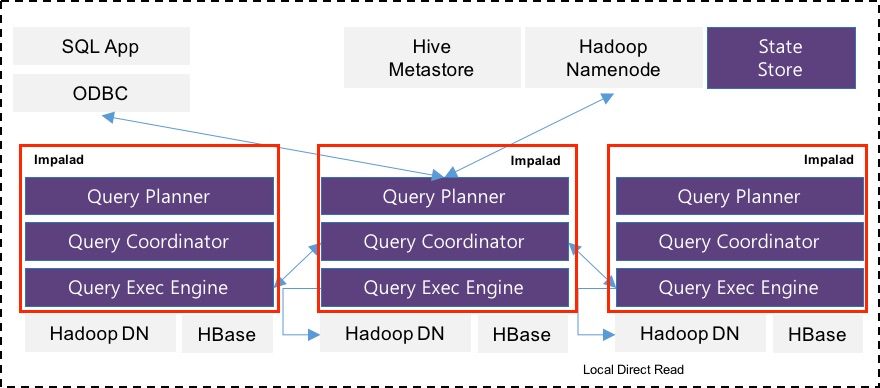 SQL App
ODBC
Hive
Metastore
Hadoop
Namenode
State
Store
Impalad
Query Planner
Query Coordinator
Query Exec Engine
Hadoop DN
HBase
Impalad
Query Planner
Query Coordinator
Query Exec Engine
Hadoop DN
HBase
Impalad
Query Planner
Query Coordinator
Query Exec Engine
Hadoop DN
HBase
Local Direct Read